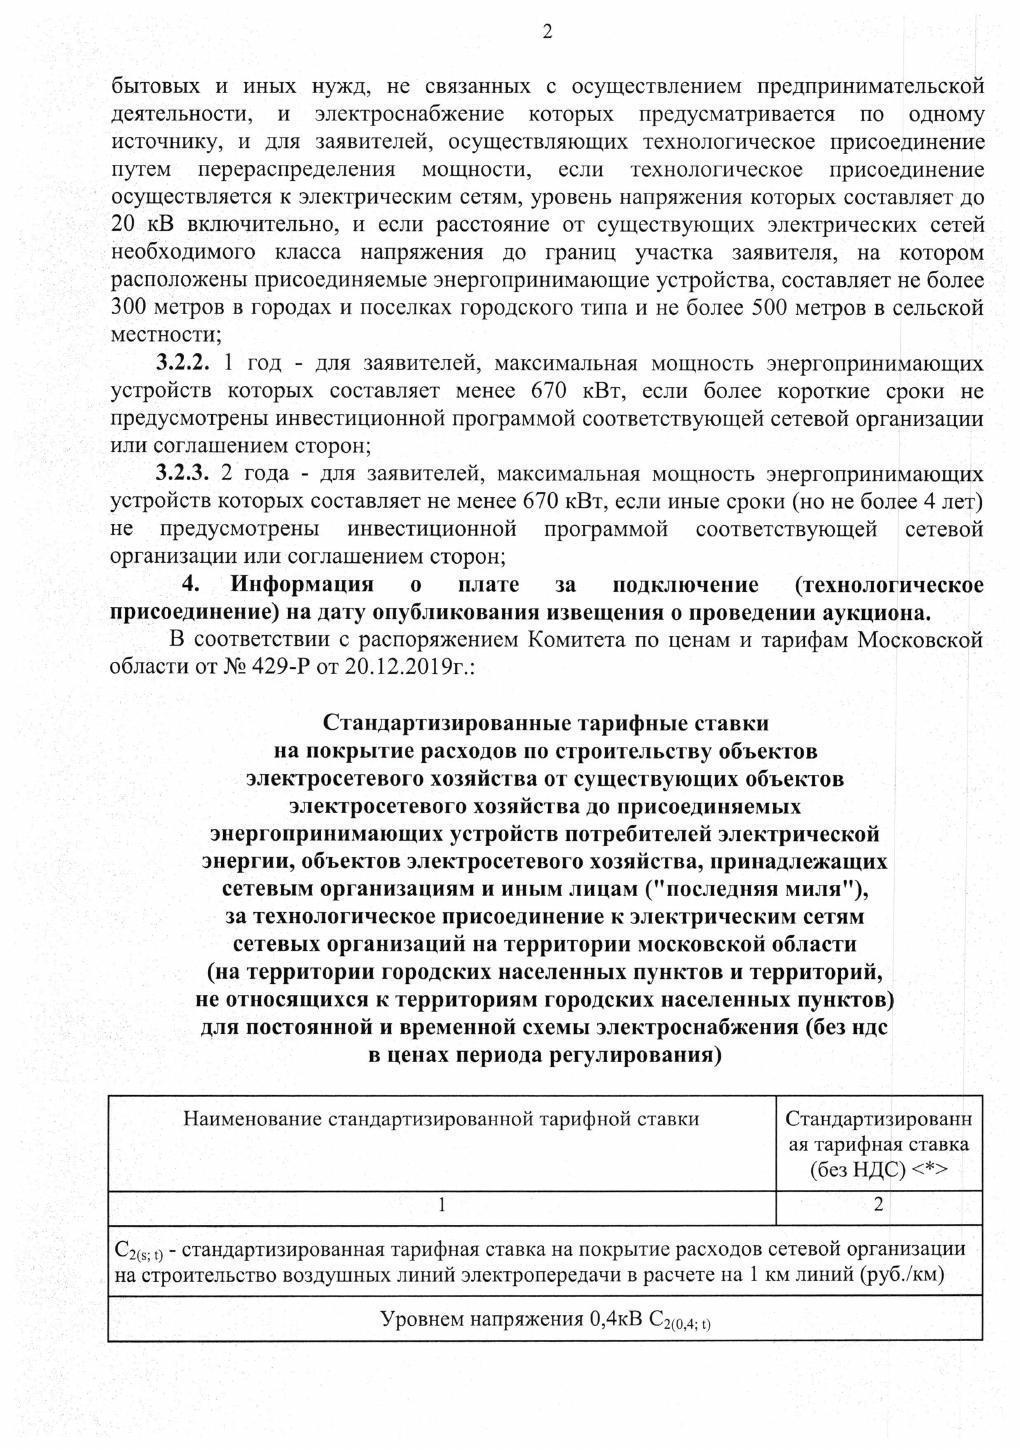 2
бытовых и иных нужд, не связанных с осуществлением предпринимательской
деятельности, и электроснабжение которых предусматривается по одному
источнику, и для заявителей, осуществляющих технологическое присоединение
путем перераспределения мощности, если технологическое присоединение
осуществляется к электрическим сетям, уровень напряжения которых составляет до
20 кВ включительно, и если расстояние от существующих электрических сетей
необходимого класса напряжения до границ участка заявителя, на котором
расположены присоединяемые энергопринимающие устройства, составляет не более
300 метров в городах и поселках городского типа и не более 500 метров в сельской
местности;
3.2.2. 1 год - для заявителей, максимальная мощность энергопринимающих
устройств которых составляет менее 670 кВт, если более короткие сроки не
предусмотрены инвестиционной программой соответствующей сетевой организации
или соглашением сторон;
3.2.3. 2 года - для заявителей, максимальная мощность энергопринимающих
устройств которых составляет не менее 670 кВт, если иные сроки (но не более 4 лет)
не предусмотрены инвестиционной программой соответствующей сетевой
организации или соглашением сторон;
4. Информация о плате за подключение (технологическое
присоединение) на дату опубликования извещения о проведении аукциона.
В соответствии с распоряжением Комитета по ценам и тарифам Московской
области от № 429-Р от 20.12.2019г.:
Стандартизированные тарифные ставки
на покрытие расходов по строительству объектов
электросетевого хозяйства от существующих объектов
электросетевого хозяйства до присоединяемых
энергопринимающих устройств потребителей электрической
энергии, объектов электросетевого хозяйства, принадлежащих
сетевым организациям и иным лицам ("последняя миля"),
за технологическое присоединение к электрическим сетям
сетевых организаций на территории московской области
(на территории городских населенных пунктов и территорий,
не относящихся к территориям городских населенных пунктов)
для постоянной и временной схемы электроснабжения (без ндс
в ценах периода регулирования)
Наименование стандартизированной тарифной ставки
Стандартизированн
ая тарифная ставка
(без НДС) <*>
1
2
C2(s; t) - стандартизированная тарифная ставка на покрытие расходов сетевой организации
на строительство воздушных линий электропередачи в расчете на 1 км линий (руб./км)
Уровнем напряжения 0,4кВ C2(0,4; t)